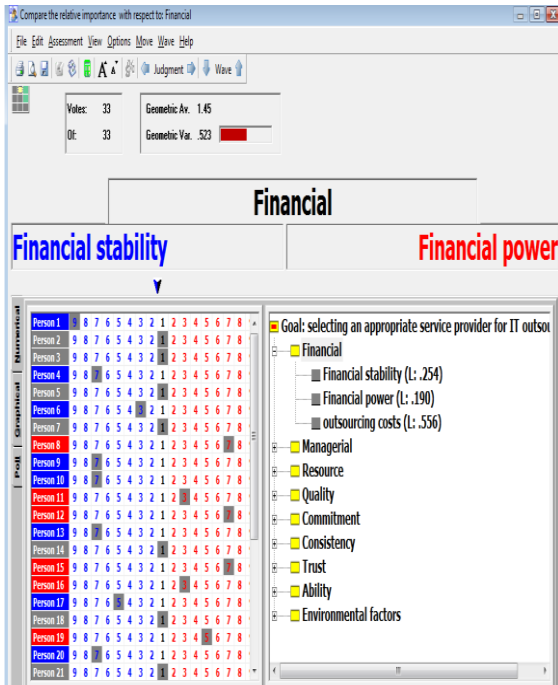 Compare the relative importance with respect to: Financial
File Edit Assessment View Options Move Wave Help
A A Judgment Wave
Votes: 33 Geometric Av. 1.45
Of: 33 Geometric Var. .523
Financial
Financial stability Financial power
Numerical
Graphical
Poll
Person 1 9 8 7 6 5 4 3 2 1 2 3 4 5 6 7 8
Person 2 9 8 7 6 5 4 3 2 1 2 3 4 5 6 7 8
Person 3 9 8 7 6 5 4 3 2 1 2 3 4 5 6 7 8
Person 4 9 8 7 6 5 4 3 2 1 2 3 4 5 6 7 8
Person 5 9 8 7 6 5 4 3 2 1 2 3 4 5 6 7 8
Person 6 9 8 7 6 5 4 3 2 1 2 3 4 5 6 7 8
Person 7 9 8 7 6 5 4 3 2 1 2 3 4 5 6 7 8
Person 8 9 8 7 6 5 4 3 2 1 2 3 4 5 6 7 8
Person 9 9 8 7 6 5 4 3 2 1 2 3 4 5 6 7 8
Person 10 9 8 7 6 5 4 3 2 1 2 3 4 5 6 7 8
Person 11 9 8 7 6 5 4 3 2 1 2 3 4 5 6 7 8
Person 12 9 8 7 6 5 4 3 2 1 2 3 4 5 6 7 8
Person 13 9 8 7 6 5 4 3 2 1 2 3 4 5 6 7 8
Person 14 9 8 7 6 5 4 3 2 1 2 3 4 5 6 7 8
Person 15 9 8 7 6 5 4 3 2 1 2 3 4 5 6 7 8
Person 16 9 8 7 6 5 4 3 2 1 2 3 4 5 6 7 8
Person 17 9 8 7 6 5 4 3 2 1 2 3 4 5 6 7 8
Person 18 9 8 7 6 5 4 3 2 1 2 3 4 5 6 7 8
Person 19 9 8 7 6 5 4 3 2 1 2 3 4 5 6 7 8
Person 20 9 8 7 6 5 4 3 2 1 2 3 4 5 6 7 8
Person 21 9 8 7 6 5 4 3 2 1 2 3 4 5 6 7 8
Goal: selecting an appropriate service provider for IT outsou
Financial
Financial stability (L: .254)
Financial power (L: .190)
outsourcing costs (L: .556)
Managerial
Resource
Quality
Commitment
Consistency
Trust
Ability
Environmental factors